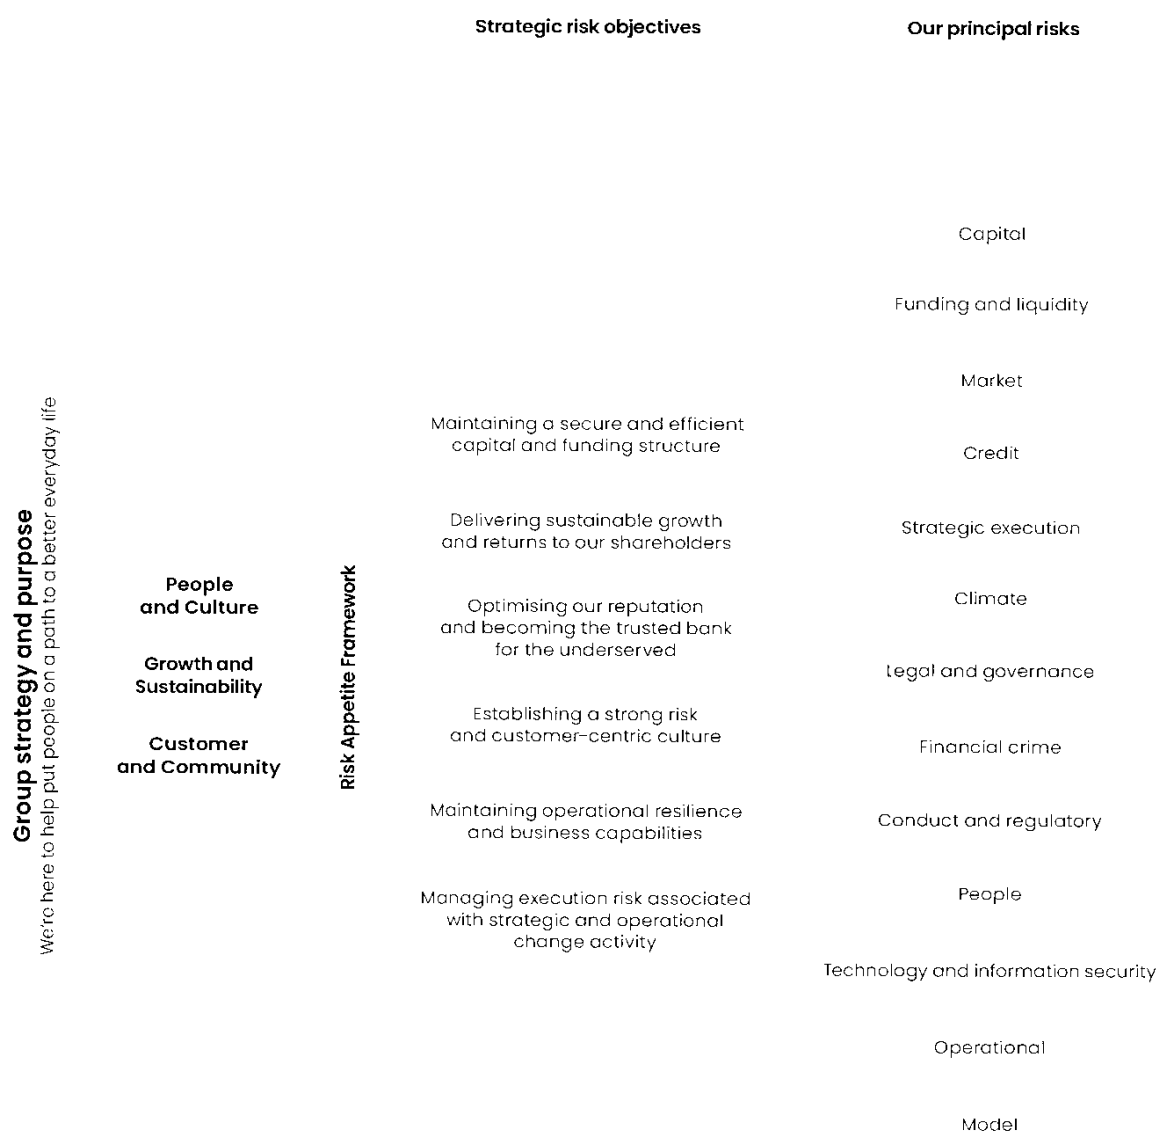 Strategic risk objectives
Our principal risks
Group strategy and purpose
We're here to help put people on a path to a better everyday life
People
and Culture
Growth and
Sustainability
Customer
and Community
Risk Appetite Framework
Maintaining a secure and efficient
capital and funding structure
Delivering sustainable growth
and returns to our shareholders
Optimising our reputation
and becoming the trusted bank
for the underserved
Establishing a strong risk
and customer-centric culture
Maintaining operational resilience
and business capabilities
Managing execution risk associated
with strategic and operational
change activity
Capital
Funding and liquidity
Market
Credit
Strategic execution
Climate
Legal and governance
Financial crime
Conduct and regulatory
People
Technology and information security
Operational
Model